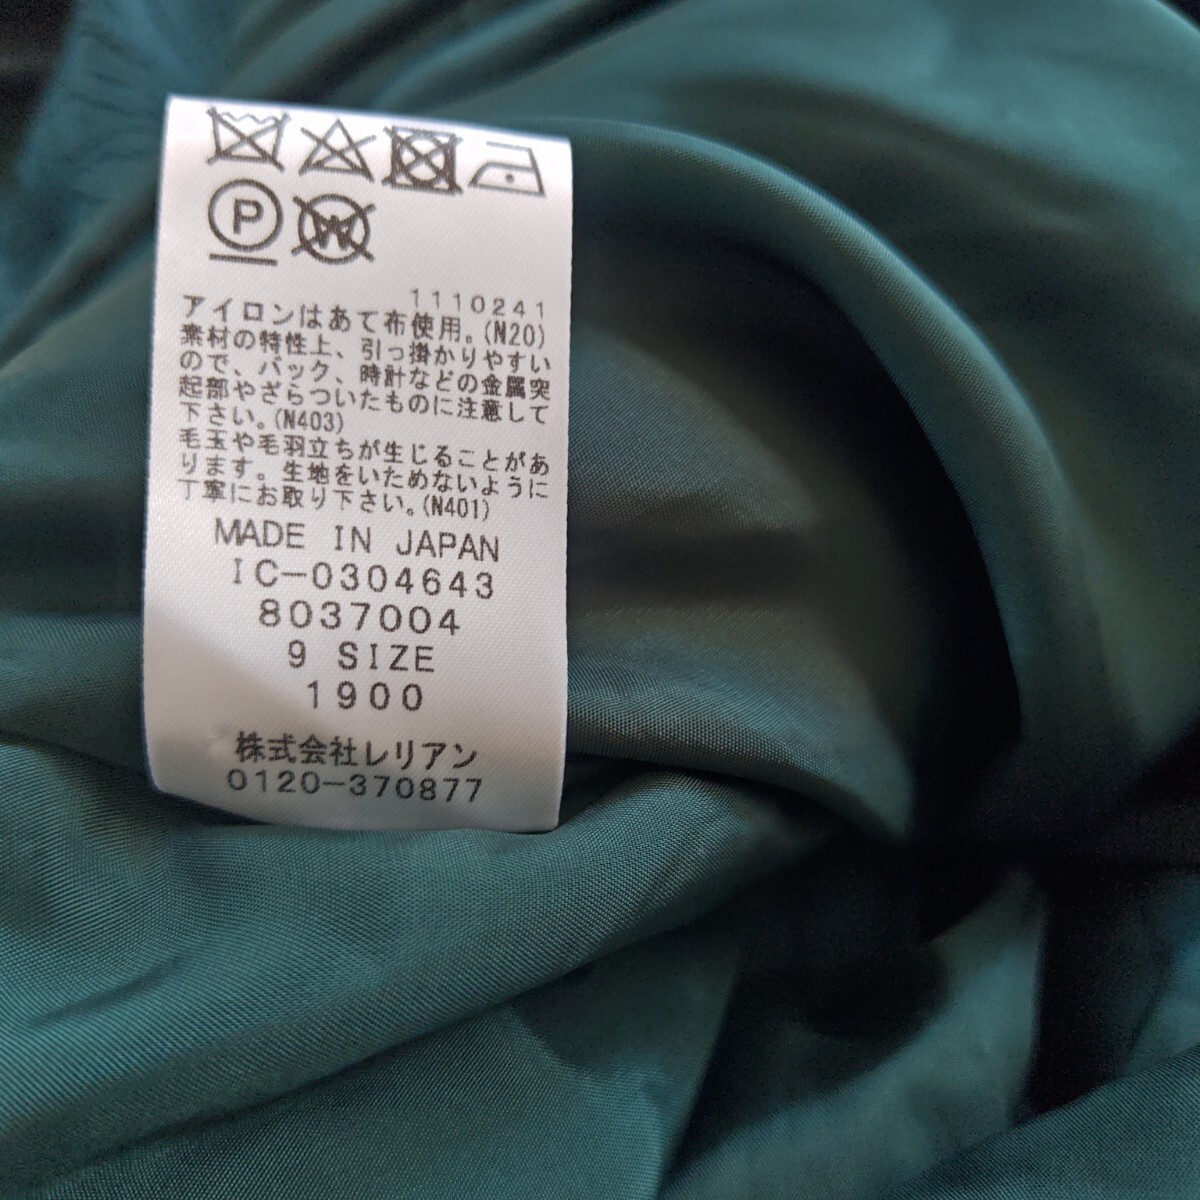 P W
1110241
アイロンはあて布使用。(N20)
素材の特性上、引っ掛かりやすい
ので、バック、時計などの金属突
起部やざらついたものに注意して
下さい。(N403)
毛玉や毛羽立ちが生じることがあ
ります。生地をいためないように
丁寧にお取り下さい。(N401)
MADE IN JAPAN
IC-0304643
8037004
9 SIZE
1900
株式会社レリアン
0120-370877